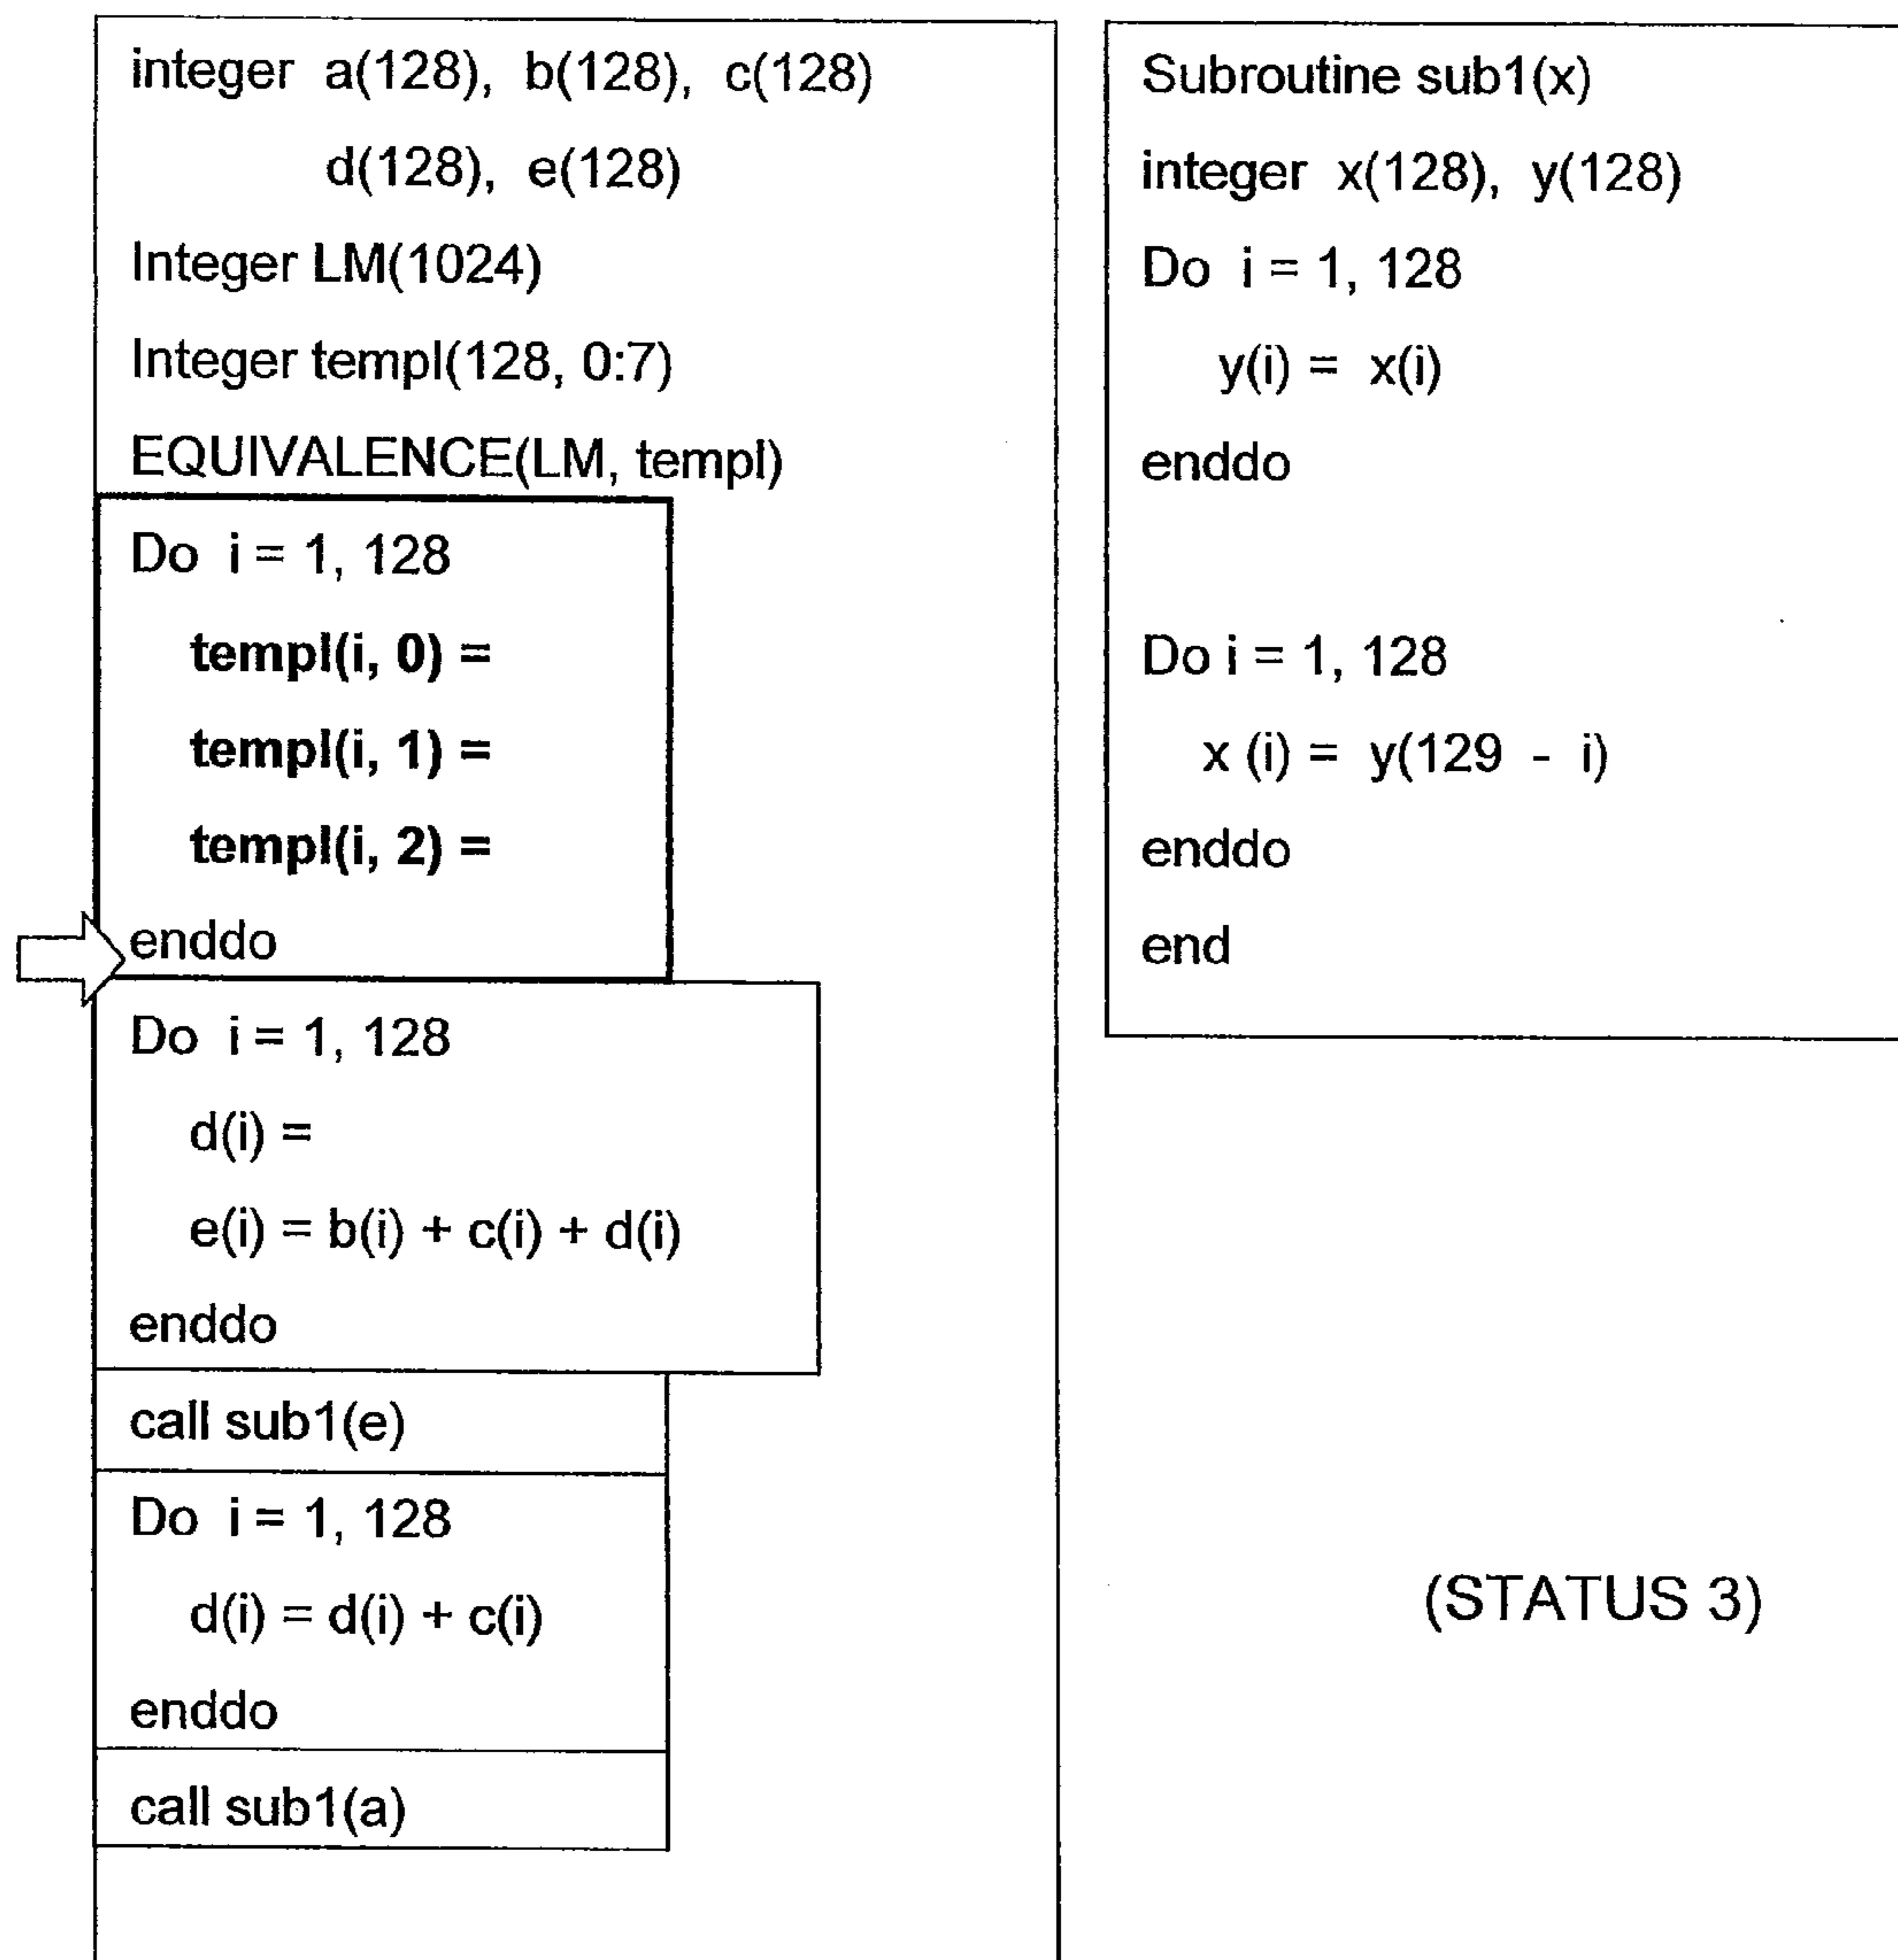 integer a(128), b(128), c(128)
d(128), e(128)
Integer LM(1024)
Integer templ(128, 0:7)
EQUIVALENCE(LM, templ)
Do i = 1, 128
templ(i, 0) =
templ(i, 1) =
templ(i, 2) =
enddo
Do i = 1, 128
d(i) =
e(i) = b(i) + c(i) + d(i)
enddo
call sub1(e)
Do i = 1, 128
d(i) = d(i) + c(i)
enddo
call sub1(a)
Subroutine sub1(x)
integer x(128), y(128)
Do i = 1, 128
y(i) = x(i)
enddo
Do i = 1, 128
x (i) = y(129 - i)
enddo
end
(STATUS 3)